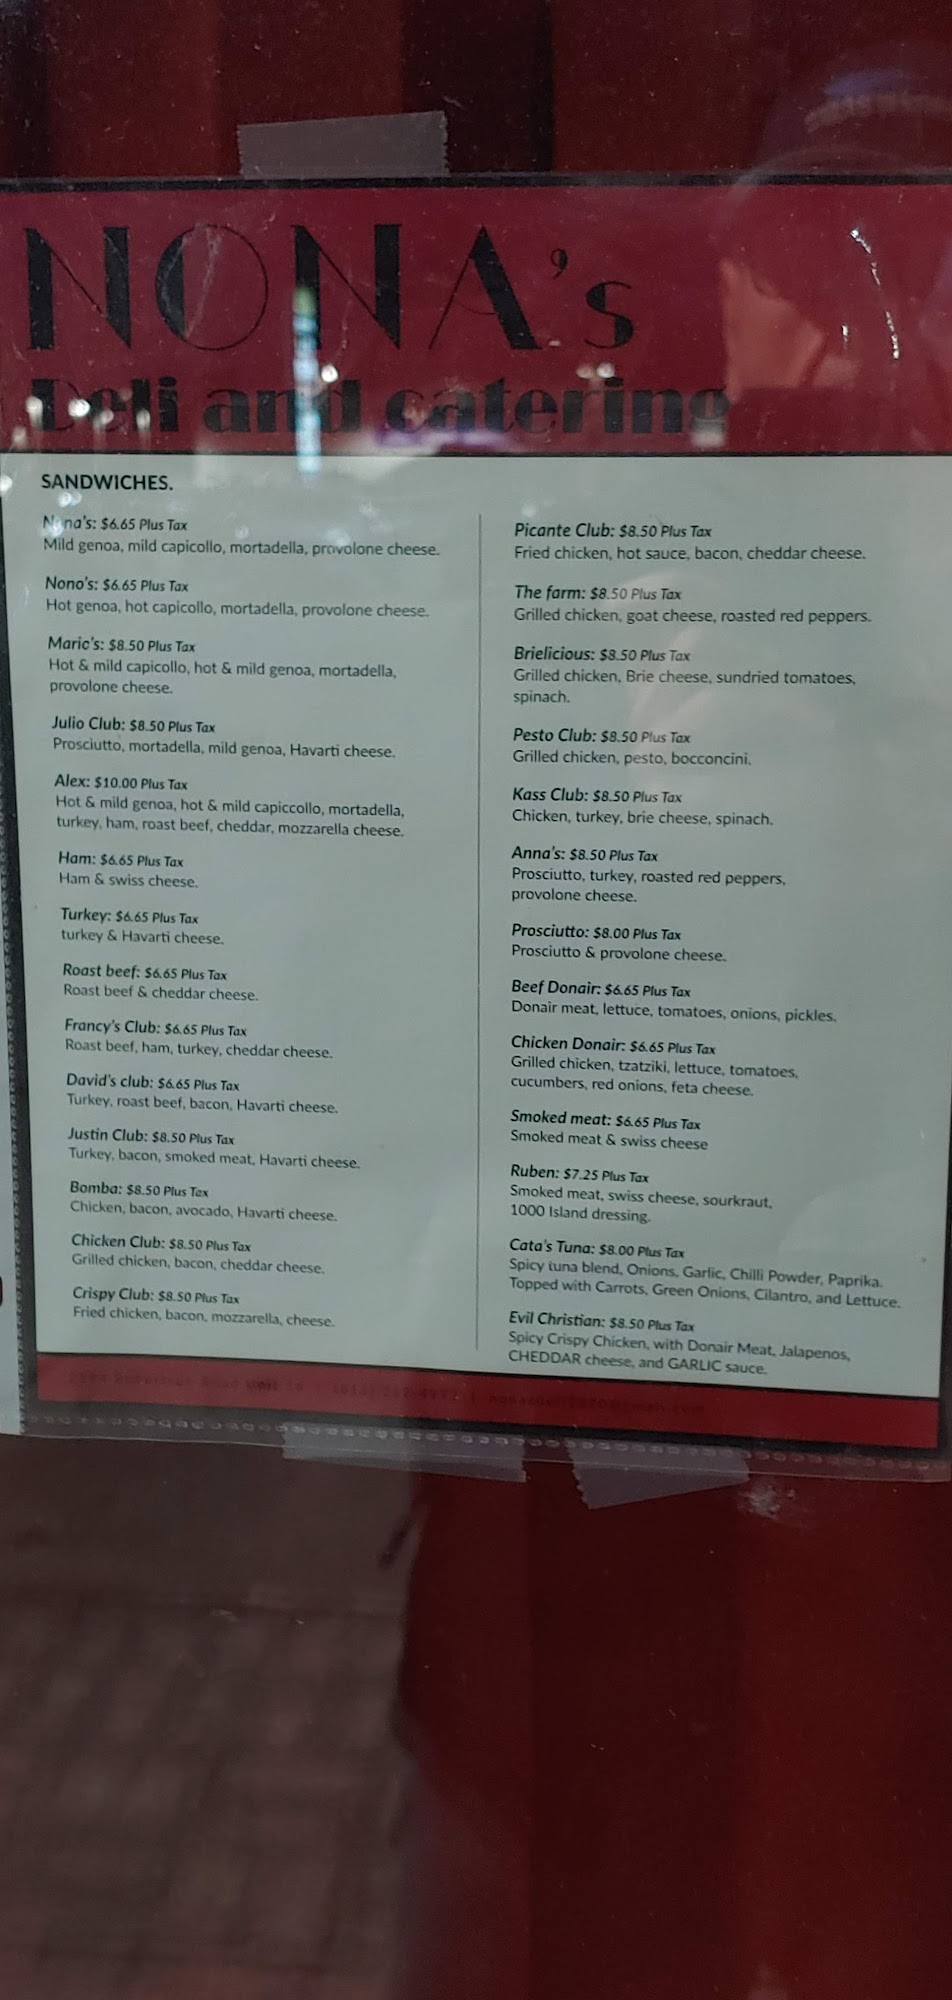 NONA's
Deli and catering
SANDWICHES.
Nona's: $6.65 Plus Tax
Mild genoa, mild capicollo, mortadella, provolone cheese.
Nono's: $6.65 Plus Tax
Hot genoa, hot capicollo, mortadella, provolone cheese.
Mario's: $8.50 Plus Tax
Hot & mild capicollo, hot & mild genoa, mortadella,
provolone cheese.
Julio Club: $8.50 Plus Tax
Prosciutto, mortadella, mild genoa, Havarti cheese.
Alex: $10.00 Plus Tax
Hot & mild genoa, hot & mild capiccollo, mortadella,
turkey, ham, roast beef, cheddar, mozzarella cheese.
Ham: $6.65 Plus Tax
Ham & swiss cheese.
Turkey: $6.65 Plus Tax
turkey & Havarti cheese.
Roast beef: $6.65 Plus Tax
Roast beef & cheddar cheese.
Francy's Club: $6.65 Plus Tax
Roast beef, ham, turkey, cheddar cheese.
David's club: $6.65 Plus Tax
Turkey, roast beef, bacon, Havarti cheese.
Justin Club: $8.50 Plus Tax
Turkey, bacon, smoked meat, Havarti cheese.
Bomba: $8.50 Plus Tax
Chicken, bacon, avocado, Havarti cheese.
Chicken Club: $8.50 Plus Tax
Grilled chicken, bacon, cheddar cheese.
Crispy Club: $8.50 Plus Tax
Fried chicken, bacon, mozzarella, cheese.
Picante Club: $8.50 Plus Tax
Fried chicken, hot sauce, bacon, cheddar cheese.
The farm: $8.50 Plus Tax
Grilled chicken, goat cheese, roasted red peppers.
Brielicious: $8.50 Plus Tax
Grilled chicken, Brie cheese, sundried tomatoes,
spinach.
Pesto Club: $8.50 Plus Tax
Grilled chicken, pesto, bocconcini.
Kass Club: $8.50 Plus Tax
Chicken, turkey, brie cheese, spinach.
Anna's: $8.50 Plus Tax
Prosciutto, turkey, roasted red peppers,
provolone cheese.
Prosciutto: $8.00 Plus Tax
Prosciutto & provolone cheese.
Beef Donair: $6.65 Plus Tax
Donair meat, lettuce, tomatoes, onions, pickles.
Chicken Donair: $6.65 Plus Tax
Grilled chicken, tzatziki, lettuce, tomatoes,
cucumbers, red onions, feta cheese.
Smoked meat: $6.65 Plus Tax
Smoked meat & swiss cheese
Ruben: $7.25 Plus Tax
Smoked meat, swiss cheese, sourkraut,
1000 Island dressing.
Cata's Tuna: $8.00 Plus Tax
Spicy tuna blend, Onions, Garlic, Chilli Powder, Paprika.
Topped with Carrots, Green Onions, Cilantro, and Lettuce.
Evil Christian: $8.50 Plus Tax
Spicy Crispy Chicken, with Donair Meat, Jalapenos,
CHEDDAR cheese, and GARLIC sauce.